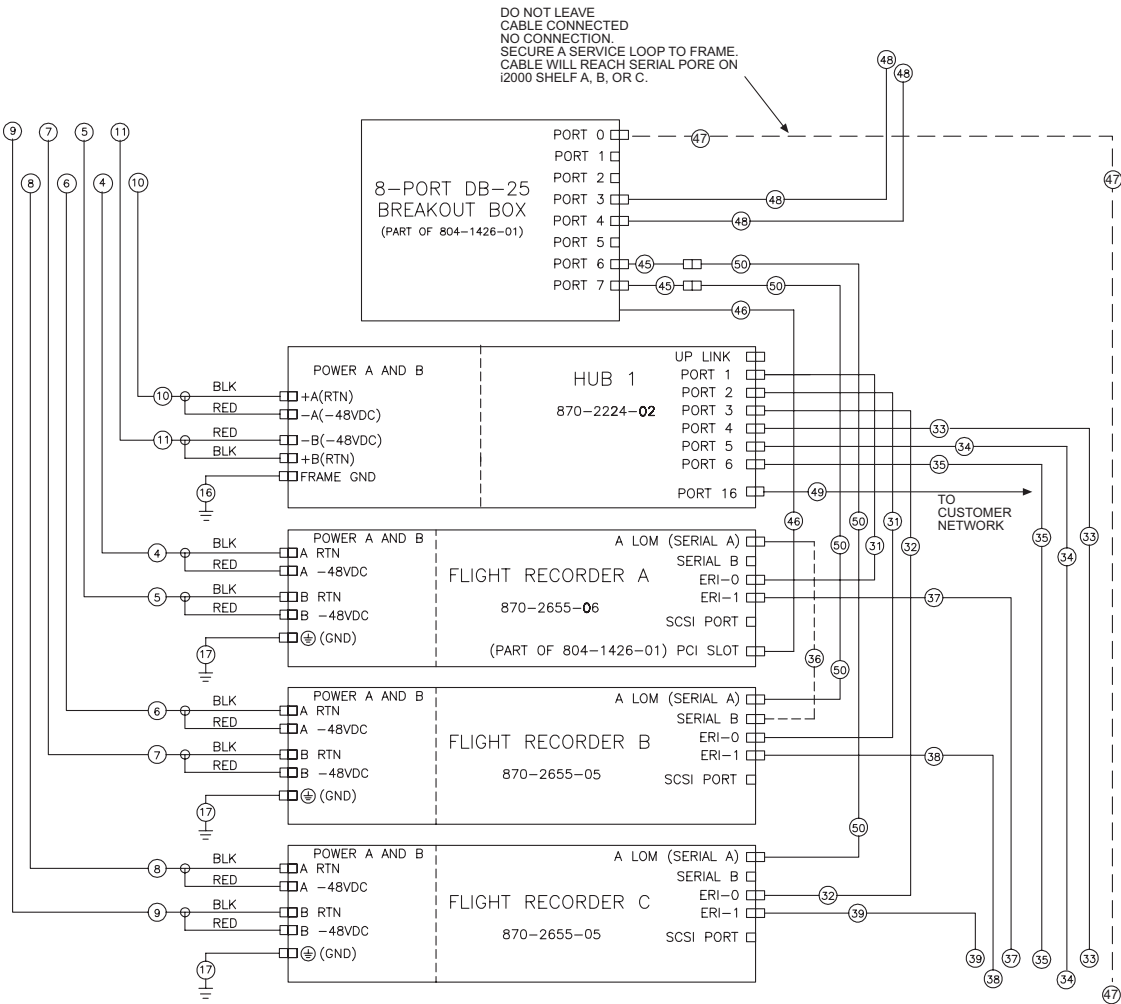 DO NOT LEAVE
CABLE CONNECTED
NO CONNECTION.
SECURE A SERVICE LOOP TO FRAME.
CABLE WILL REACH SERIAL PORE ON
i2000 SHELF A, B, OR C.
48
48
9 7 5 11
8 6 4 10
8-PORT DB-25
BREAKOUT BOX
(PART OF 804-1426-01)
PORT 0 47
PORT 1
PORT 2
PORT 3 48
PORT 4 48
PORT 5
PORT 6 45 50
PORT 7 45 50
46
47
POWER A AND B
HUB 1
870-2224-02
10 BLK +A(RTN)
RED -A(-48VDC)
11 RED -B(-48VDC)
BLK +B(RTN)
FRAME GND
16
UP LINK
PORT 1
PORT 2
PORT 3
PORT 4 33
PORT 5 34
PORT 6 35
PORT 16 49
TO
CUSTOMER
NETWORK
46 50 50 31 31 32 35 34 33
POWER A AND B
4 BLK A RTN
RED A -48VDC
5 BLK B RTN
RED B -48VDC
17 (GND)
FLIGHT RECORDER A
870-2655-06
A LOM (SERIAL A)
SERIAL B
ERI-0
ERI-1 37
SCSI PORT
(PART OF 804-1426-01) PCI SLOT
36
50
POWER A AND B
6 BLK A RTN
RED A -48VDC
7 BLK B RTN
RED B -48VDC
17 (GND)
FLIGHT RECORDER B
870-2655-05
A LOM (SERIAL A)
SERIAL B
ERI-0
ERI-1 38
SCSI PORT
50
POWER A AND B
8 BLK A RTN
RED A -48VDC
9 BLK B RTN
RED B -48VDC
17 (GND)
FLIGHT RECORDER C
870-2655-05
A LOM (SERIAL A)
SERIAL B
ERI-0 32
ERI-1 39
SCSI PORT
39 38 37 35 34 33 47